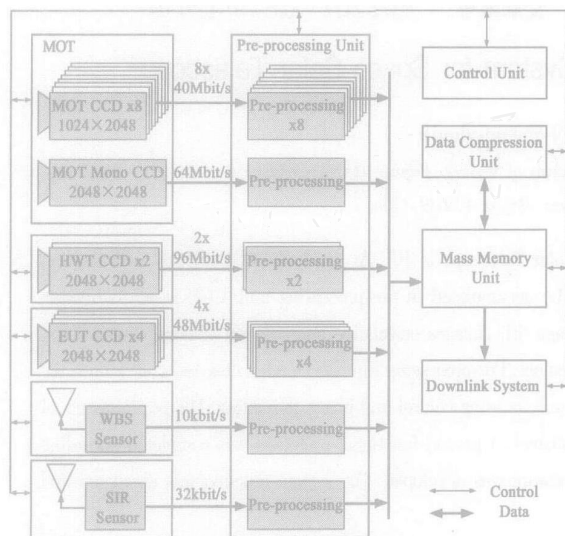 MOT
Pre-processing Unit
MOT CCD x8
1024×2048
8x
40Mbit/s
Pre-processing
x8
Control Unit
MOT Mono CCD
2048×2048
64Mbit/s
Pre-processing
Data Compression
Unit
HWT CCD x2
2048×2048
2x
96Mbit/s
Pre-processing
x2
Mass Memory
Unit
EUT CCD x4
2048×2048
4x
48Mbit/s
Pre-processing
x4
Downlink System
WBS
Sensor
10kbit/s
Pre-processing
SIR
Sensor
32kbit/s
Pre-processing
Control
Data